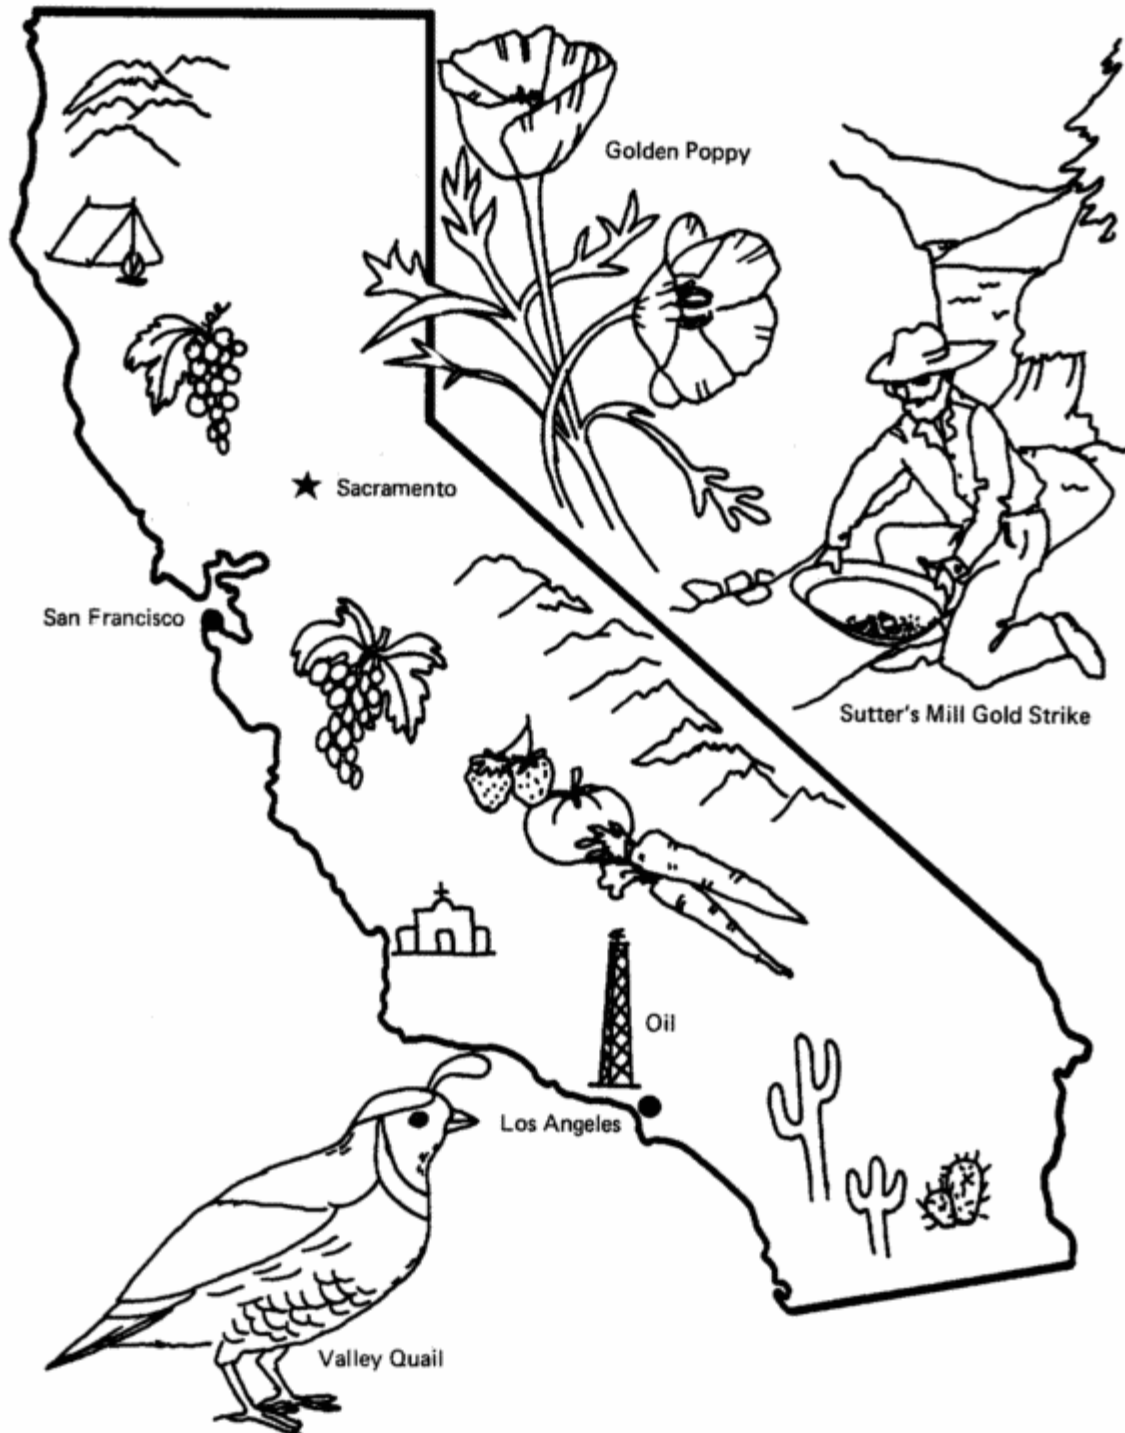 Golden Poppy
Sacramento
San Francisco
Sutter's Mill Gold Strike
Oil
Los Angeles
Valley Quail